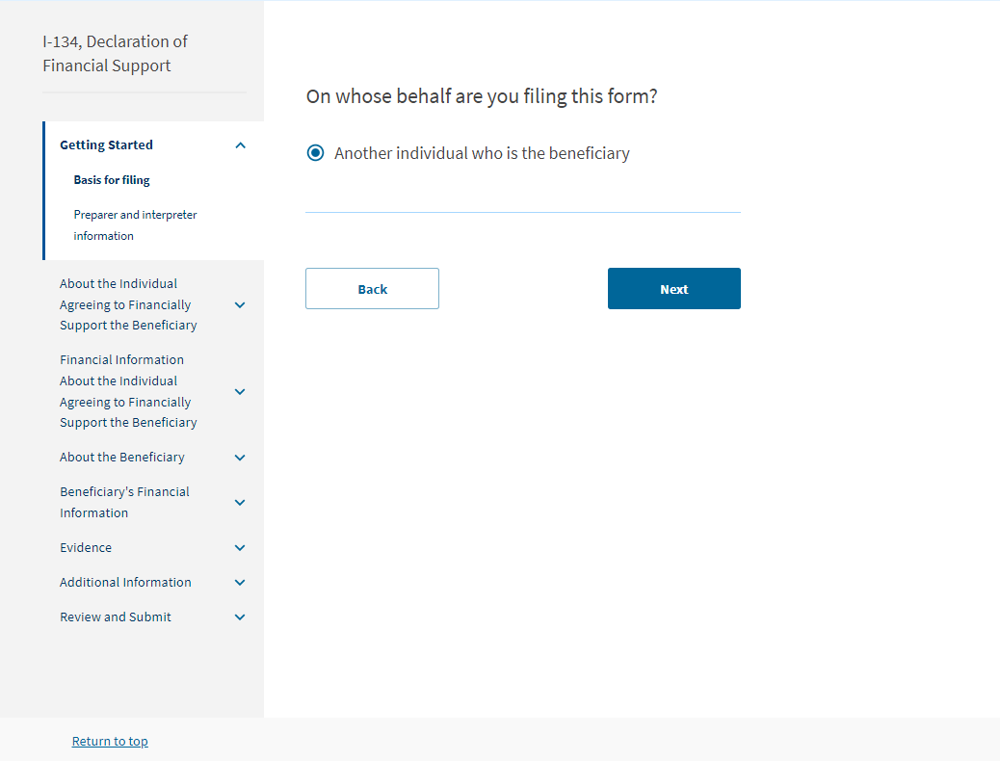 I-134, Declaration of
Financial Support
Getting Started
Basis for filing
Preparer and interpreter
information
About the Individual
Agreeing to Financially
Support the Beneficiary
Financial Information
About the Individual
Agreeing to Financially
Support the Beneficiary
About the Beneficiary
Beneficiary's Financial
Information
Evidence
Additional Information
Review and Submit
On whose behalf are you filing this form?
Another individual who is the beneficiary
Back
Next
Return to top